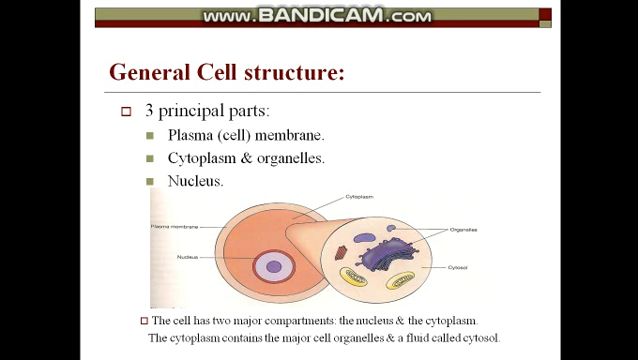 www.BANDICAM.com
General Cell structure:
3 principal parts:
Plasma (cell) membrane.
Cytoplasm & organelles.
Nucleus.
Cytoplasm
Plasma membrane
Organelles
Nucleus
Cytosol
The cell has two major compartments: the nucleus & the cytoplasm.
The cytoplasm contains the major cell organelles & a fluid called cytosol.